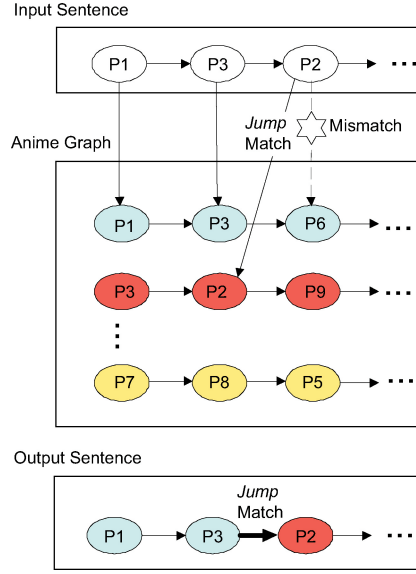 Input Sentence
P1 P3 P2 ...
Jump
Match
Mismatch
Anime Graph
P1 P3 P6 ...
P3 P2 P9 ...
⋮
P7 P8 P5 ...
Output Sentence
Jump
Match
P1 P3 P2 ...